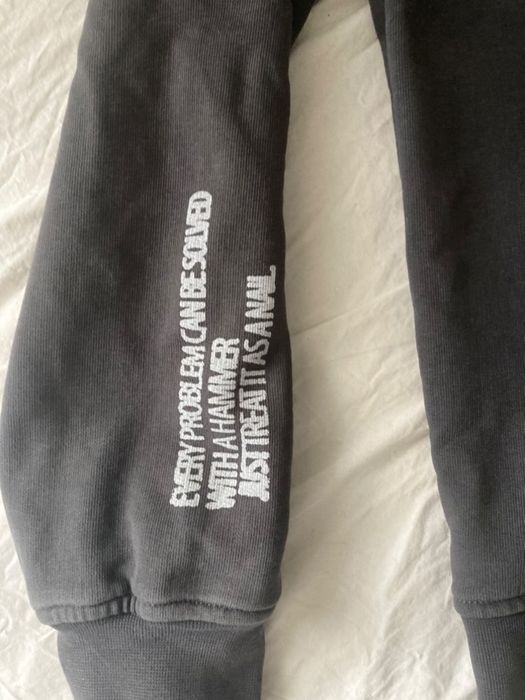 EVERY PROBLEM CAN BE SOLVED
WITH A HAMMER
JUST TREAT IT AS A NAIL.